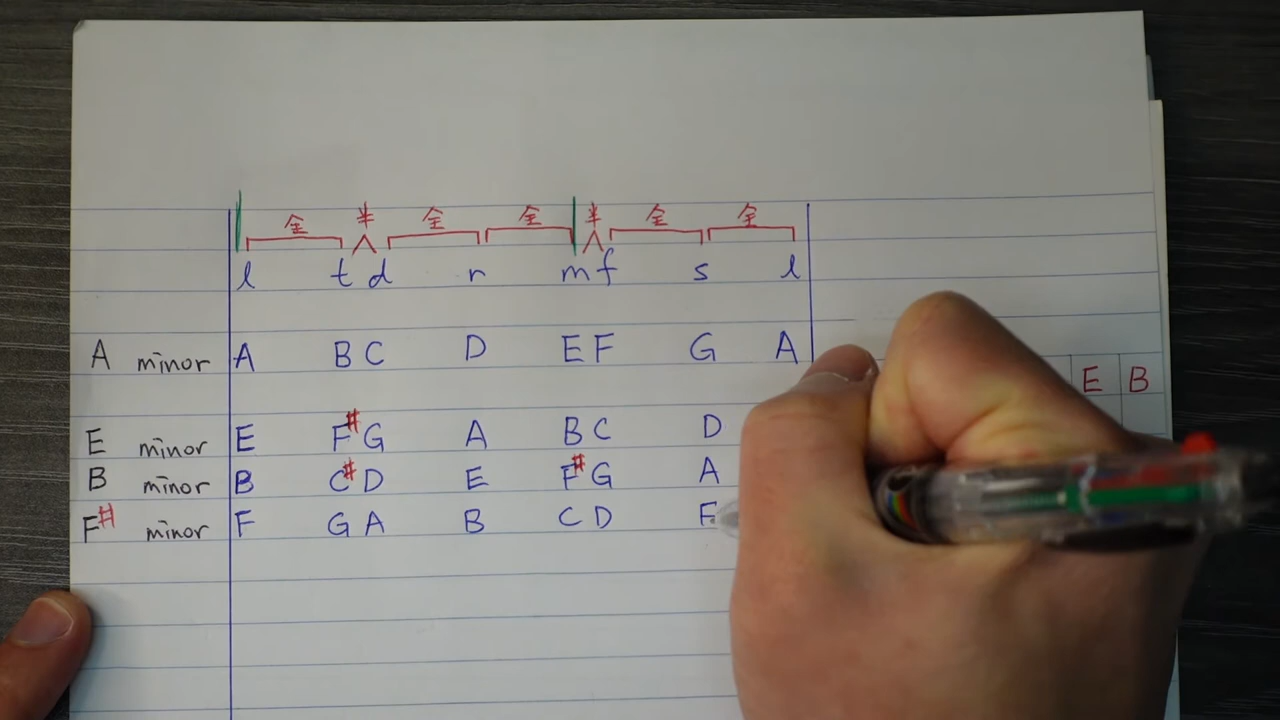 全 半 全 全 半 全 全
l t d r m f s l
A minor A B C D E F G A
E B
E minor E F# G A B C D
B minor B C# D E F# G A
F# minor F G A B C D E